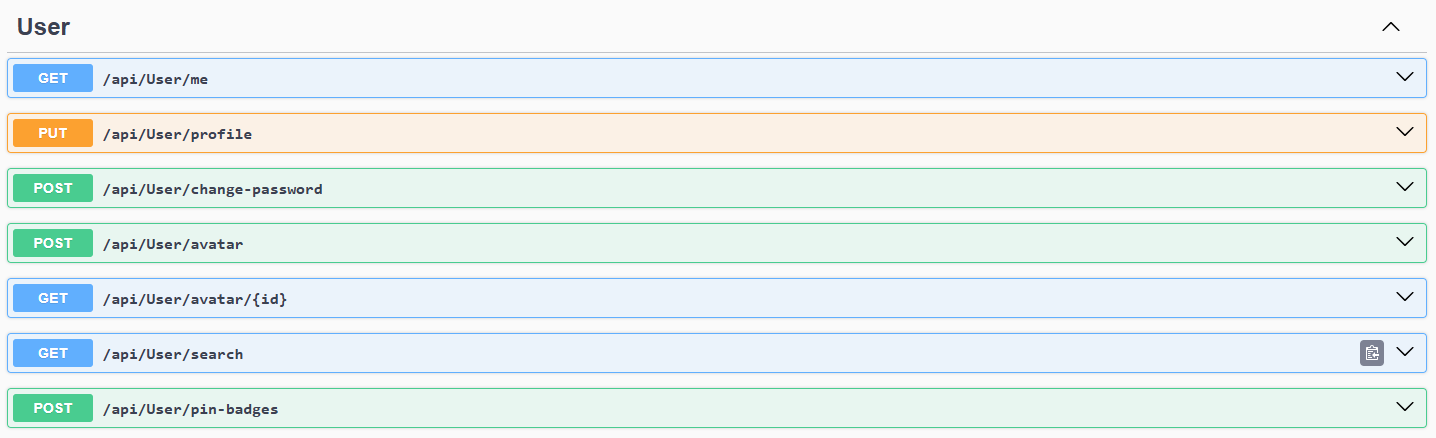 User
GET /api/User/me
PUT /api/User/profile
POST /api/User/change-password
POST /api/User/avatar
GET /api/User/avatar/{id}
GET /api/User/search
POST /api/User/pin-badges